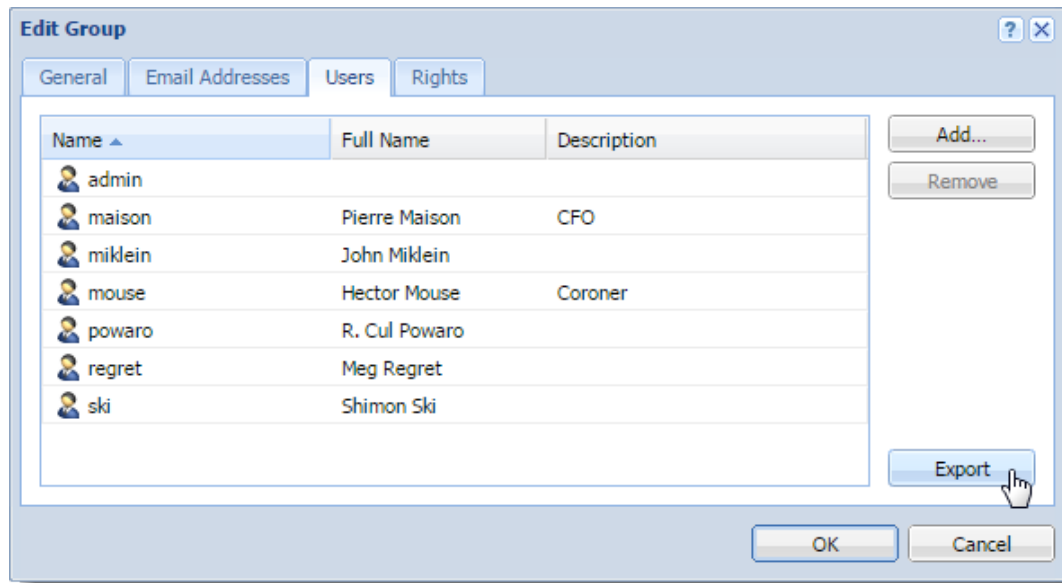 Edit Group
?
General Email Addresses Users Rights
Name Full Name Description
Add...
admin
Remove
maison Pierre Maison CFO
miklein John Miklein
mouse Hector Mouse Coroner
powaro R. Cul Powaro
regret Meg Regret
ski Shimon Ski
Export
OK Cancel